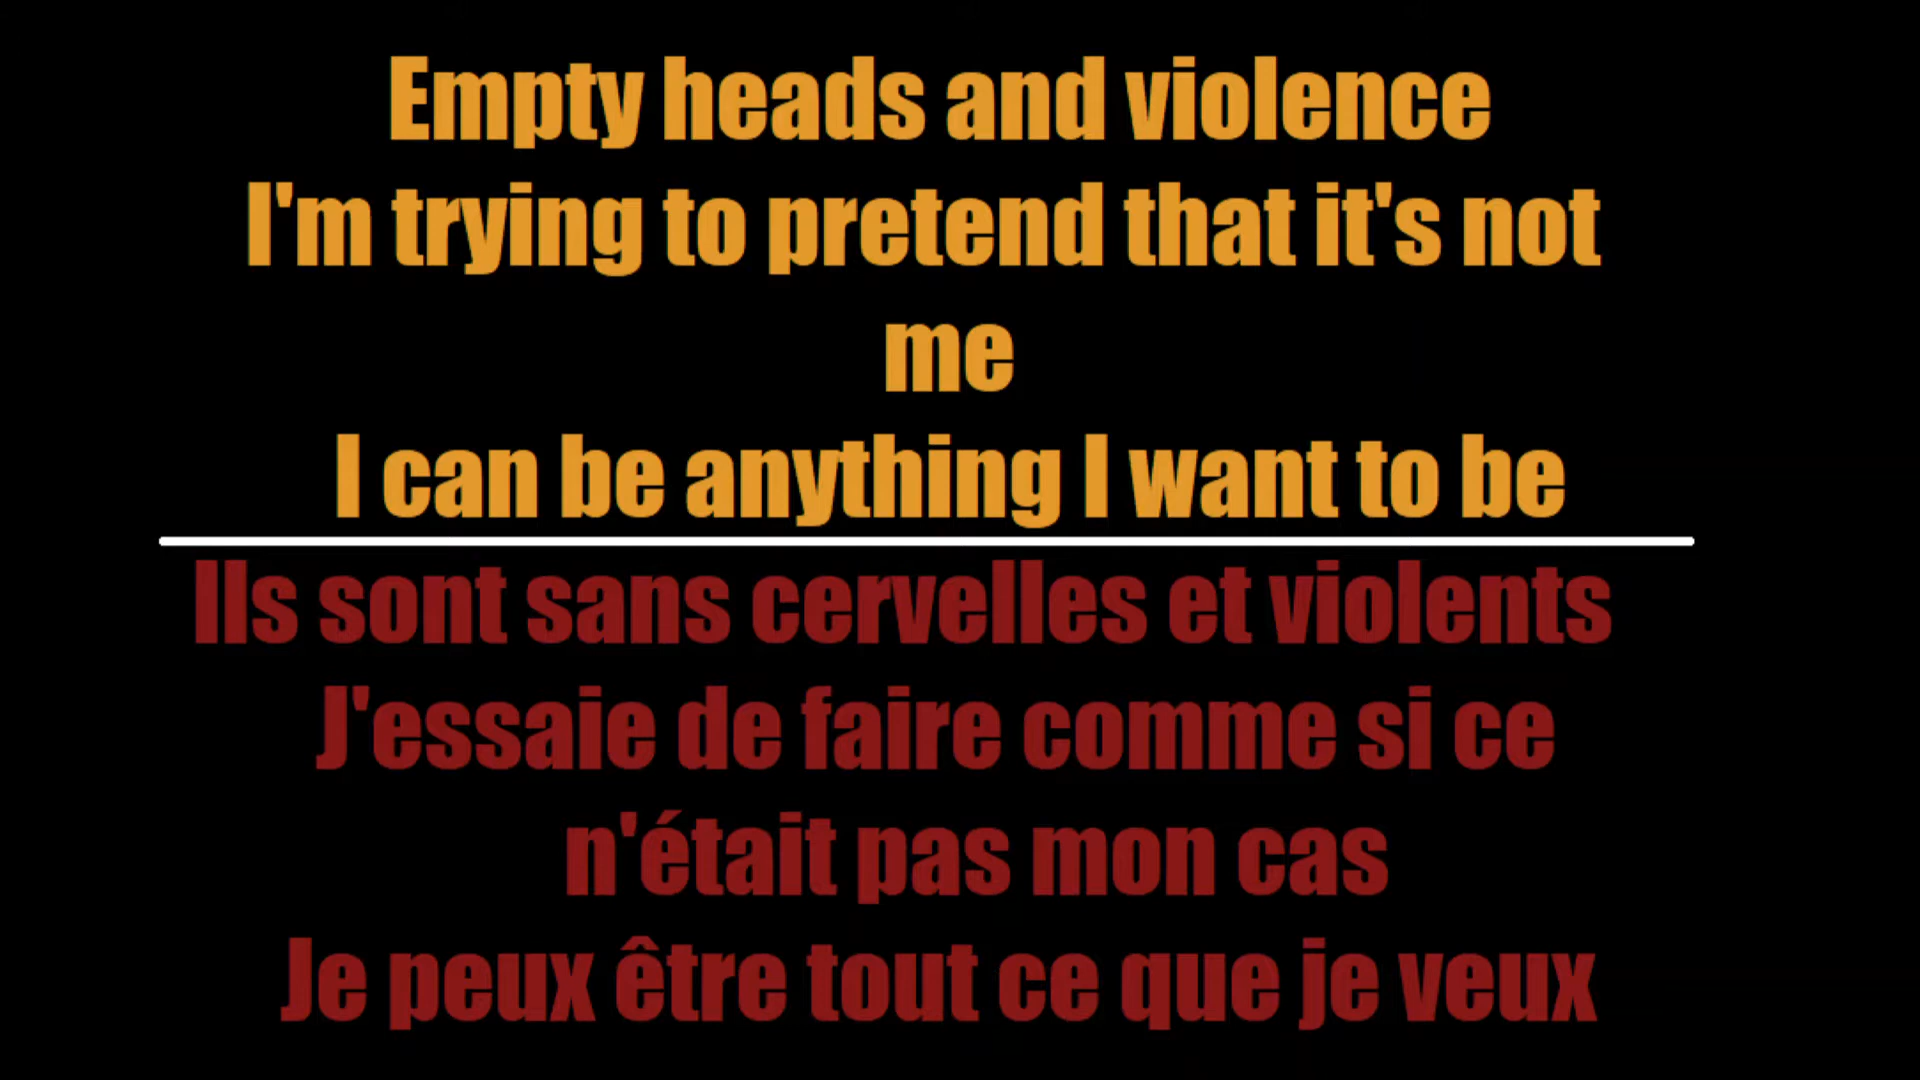 Empty heads and violence
I'm trying to pretend that it's not
me
I can be anything I want to be
Ils sont sans cervelles et violents
J'essaie de faire comme si ce
n'était pas mon cas
Je peux être tout ce que je veux